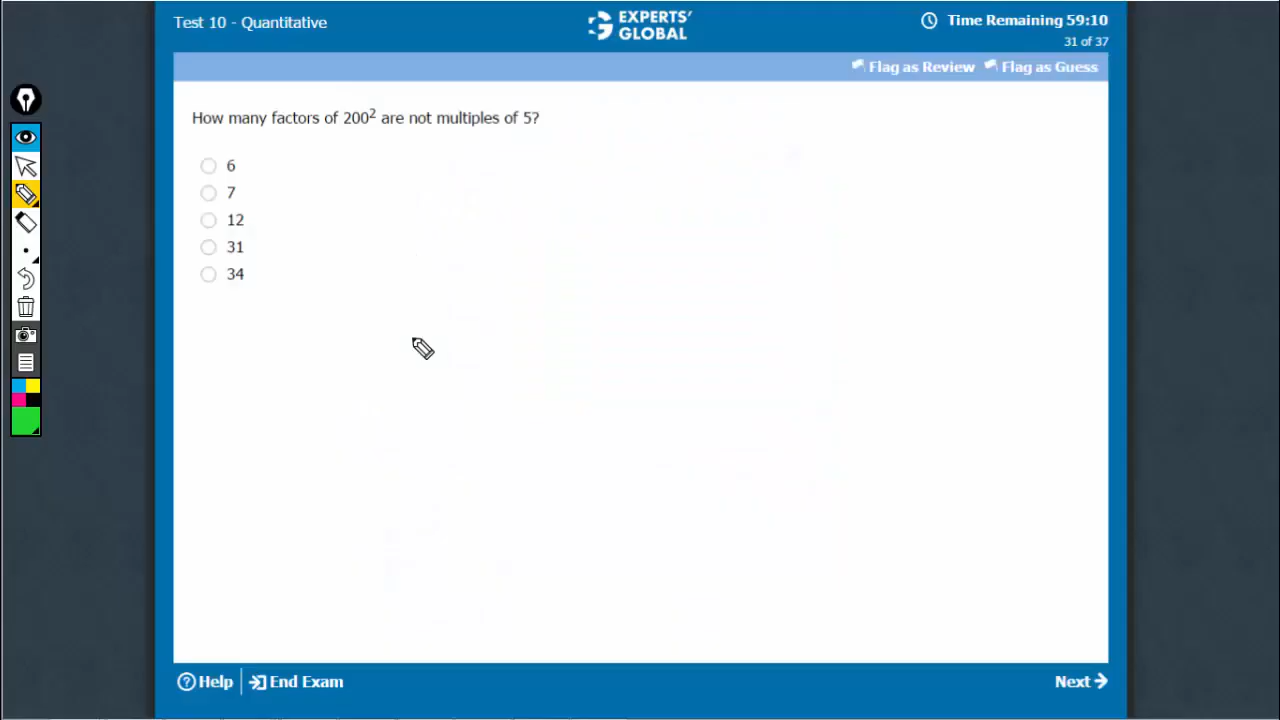 Test 10 - Quantitative
EXPERTS'
GLOBAL
Time Remaining 59:10
31 of 37
Flag as Review
Flag as Guess
How many factors of 200² are not multiples of 5?
6
7
12
31
34
Help
End Exam
Next